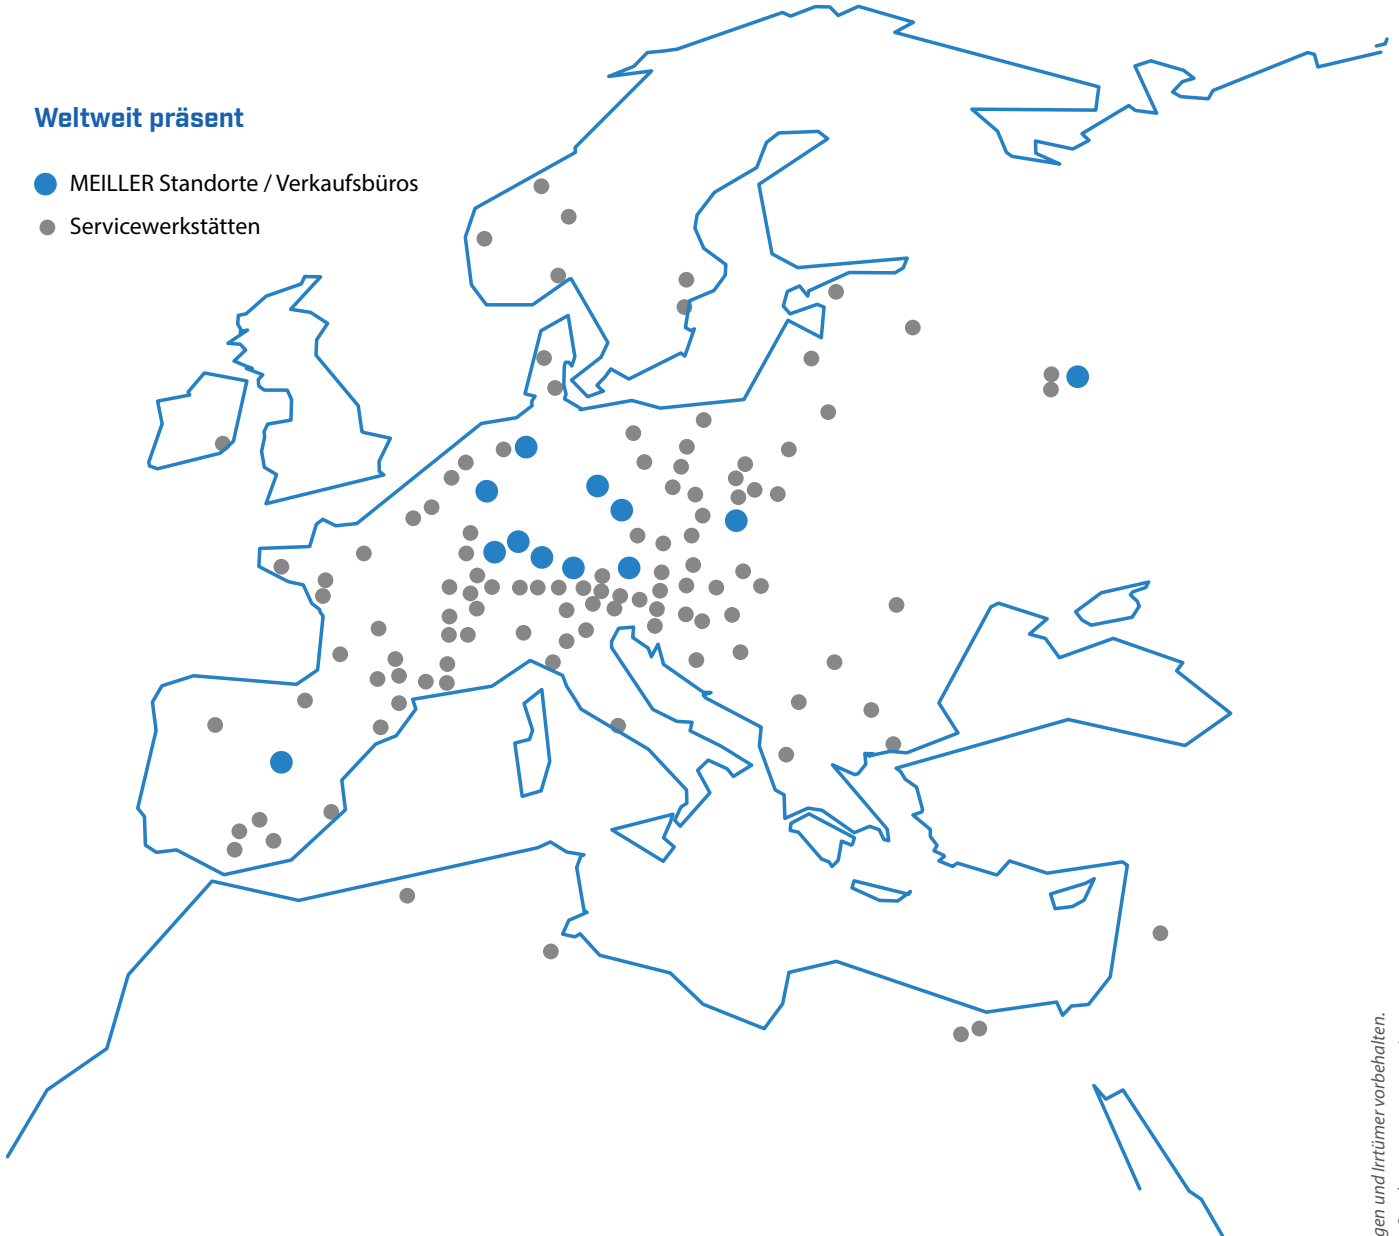 Weltweit präsent
MEILLER Standorte / Verkaufsbüros
Servicewerkstätten
gen und Irrtümer vorbehalten.